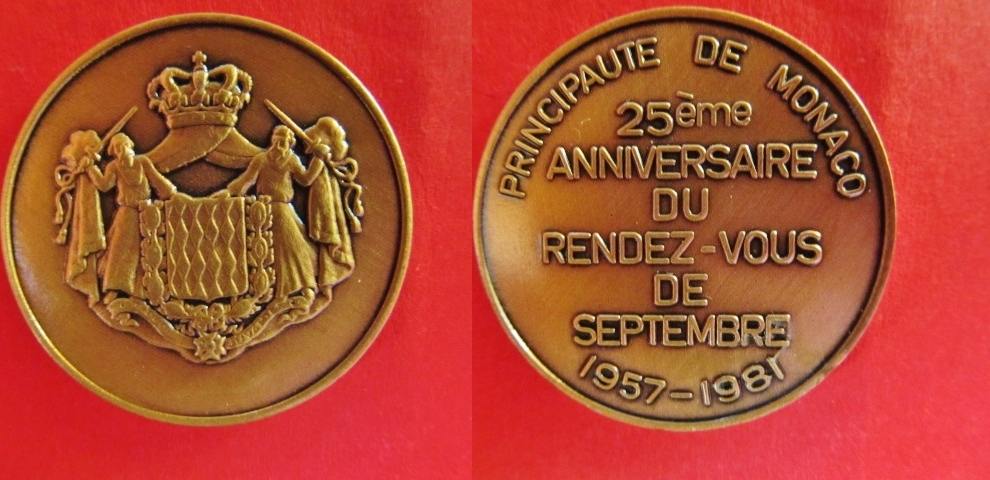 PRINCIPAUTE DE MONACO
25ème
ANNIVERSAIRE
DU
RENDEZ-VOUS
DE
SEPTEMBRE
1957-1981